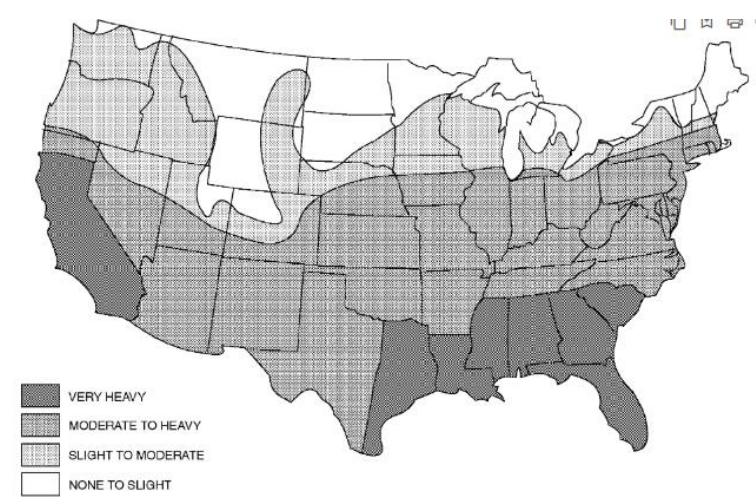 VERY HEAVY
MODERATE TO HEAVY
SLIGHT TO MODERATE
NONE TO SLIGHT